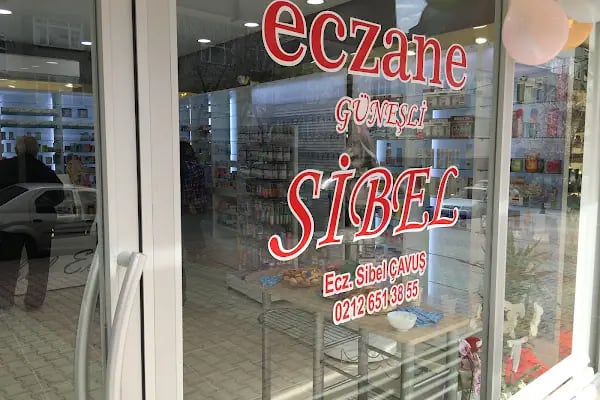 eczane
GÜNEŞLİ
SİBEL
Ecz. Sibel ÇAVUŞ
0212 651 38 55